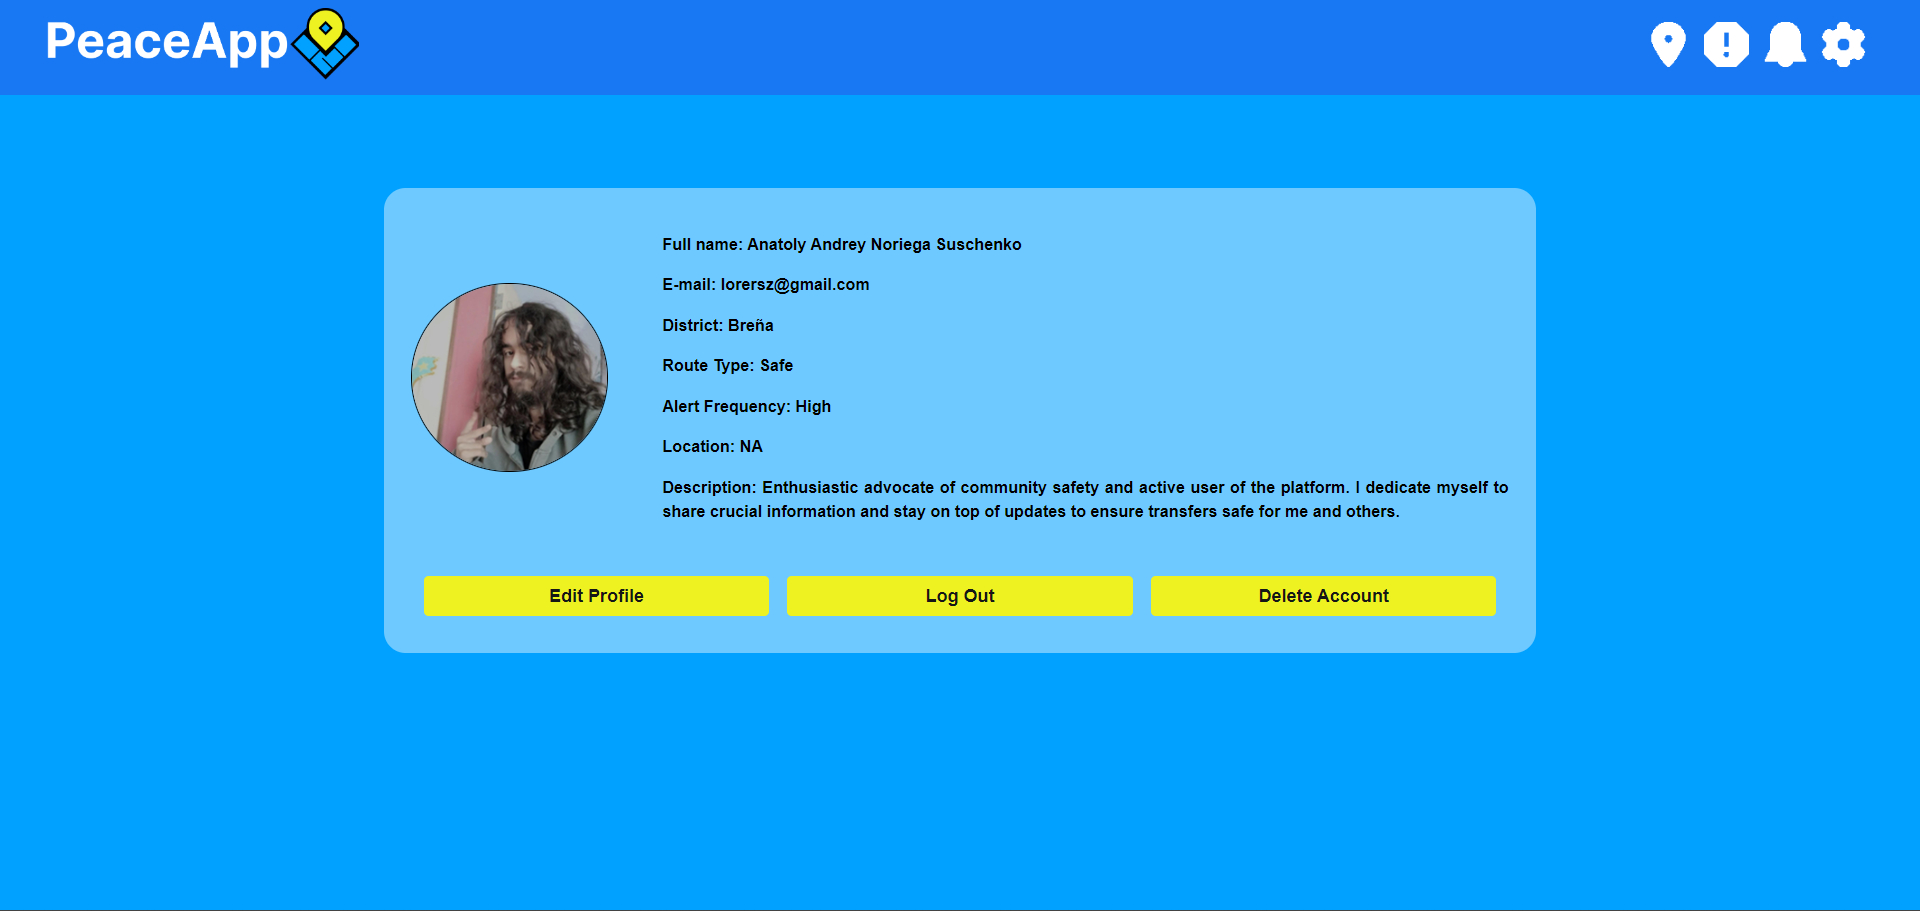 PeaceApp
Full name: Anatoly Andrey Noriega Suschenko
E-mail: lorersz@gmail.com
District: Breña
Route Type: Safe
Alert Frequency: High
Location: NA
Description: Enthusiastic advocate of community safety and active user of the platform. I dedicate myself to
share crucial information and stay on top of updates to ensure transfers safe for me and others.
Edit Profile
Log Out
Delete Account